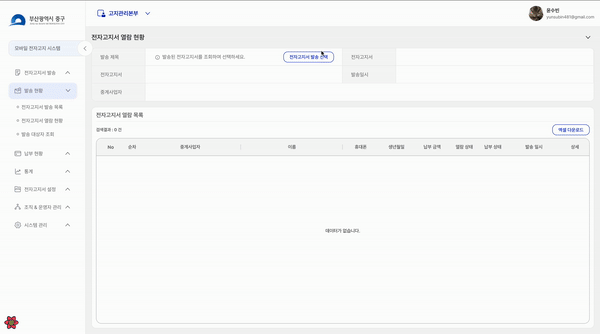 부산광역시 중구
고지관리본부
윤수빈
yunsubin491@gmail.com
모바일 전자고지 시스템
전자고지서 발송
발송 현황
+ 전자고지서 발송 목록
+ 전자고지서 열람 현황
+ 발송 대상자 조회
납부 현황
통계
전자고지서 설정
조직 & 운영자 관리
시스템 관리
전자고지서 열람 현황
발송 제목
발송된 전자고지서를 조회하여 선택하세요.
전자고지서 발송 선택
전자고지서
전자고지서
발송일시
중계사업자
전자고지서 열람 목록
검색결과 : 0 건
엑셀 다운로드
No 순차 중계사업자 이름 휴대폰 생년월일 납부 금액 열람 상태 납부 상태 발송 일시 상세
데이터가 없습니다.